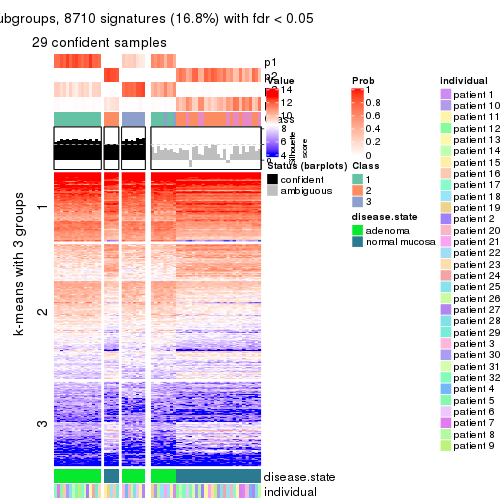 ubgroups, 8710 signatures (16.8%) with fdr < 0.05
29 confident samples
p1
p2
k-means with 3 groups
1
2
3
Value
14
12
10
8
6
4
silhouette
score
Status (barplots)
confident
ambiguous
Prob
1
0.8
0.6
0.4
0.2
0
Class
1
2
3
disease.state
adenoma
normal mucosa
individual
patient 1
patient 10
patient 11
patient 12
patient 13
patient 14
patient 15
patient 16
patient 17
patient 18
patient 19
patient 2
patient 20
patient 21
patient 22
patient 23
patient 24
patient 25
patient 26
patient 27
patient 28
patient 29
patient 3
patient 30
patient 31
patient 32
patient 4
patient 5
patient 6
patient 7
patient 8
patient 9
disease.state
individual